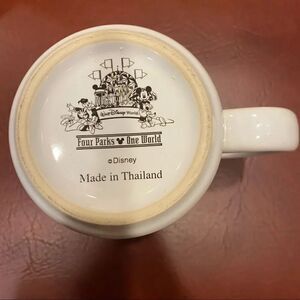 Walt Disney World
Four Parks One World
©Disney
Made in Thailand